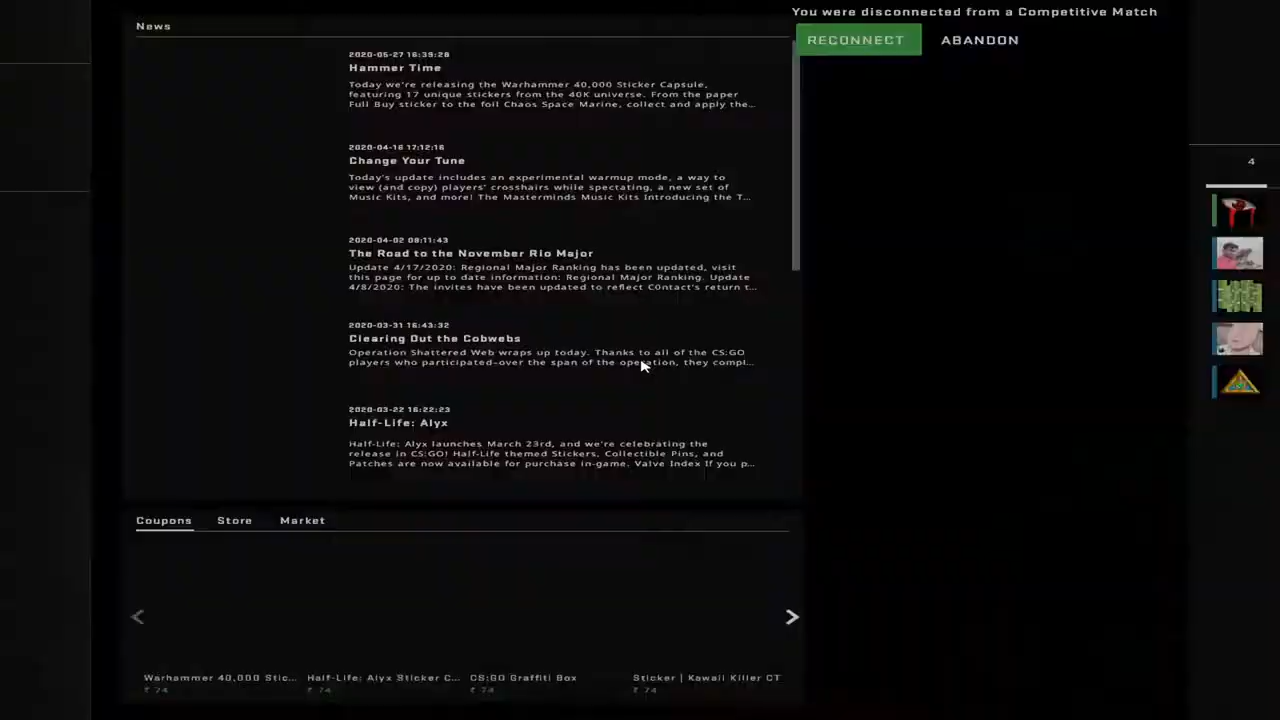 You were disconnected from a Competitive Match
RECONNECT
ABANDON
News
2020-05-27 16:39:28
Hammer Time
Today we're releasing the Warhammer 40,000 Sticker Capsule,
featuring 17 unique stickers from the 40K universe. From the paper
Full Buy sticker to the foil Chaos Space Marine, collect and apply the...
2020-04-16 17:12:16
Change Your Tune
Today's update includes an experimental warmup mode, a way to
view (and copy) players' crosshairs while spectating, a new set of
Music Kits, and more! The Masterminds Music Kits Introducing the T...
2020-04-02 08:11:43
The Road to the November Rio Major
Update 4/17/2020: Regional Major Ranking has been updated, visit
this page for up to date information: Regional Major Ranking. Update
4/8/2020: The invites have been updated to reflect C0ntact's return t...
2020-03-31 16:43:32
Clearing Out the Cobwebs
Operation Shattered Web wraps up today. Thanks to all of the CS:GO
players who participated–over the span of the operation, they compl...
2020-03-22 16:22:23
Half-Life: Alyx
Half-Life: Alyx launches March 23rd, and we're celebrating the
release in CS:GO! Half-Life themed Stickers, Collectible Pins, and
Patches are now available for purchase in-game. Valve Index If you p...
4
Coupons
Store
Market
Warhammer 40,000 Stic...
₹ 74
Half-Life: Alyx Sticker C...
₹ 74
CS:GO Graffiti Box
₹ 74
Sticker | Kawaii Killer CT
₹ 74